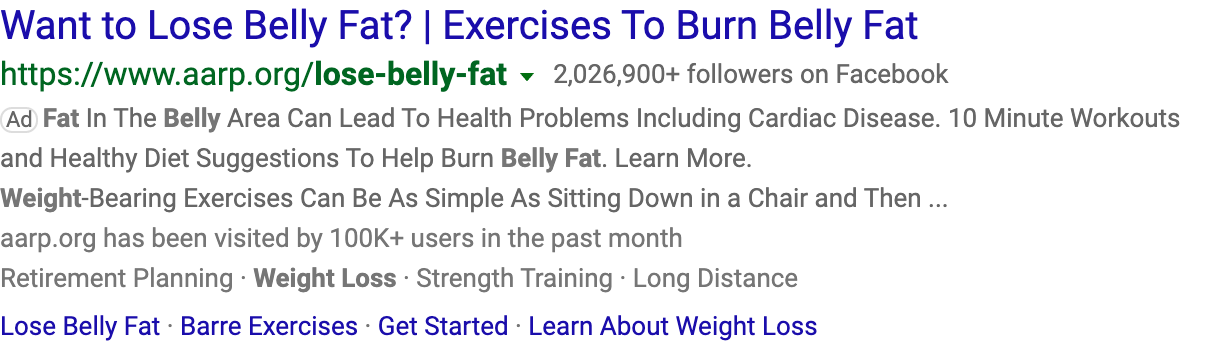 Want to Lose Belly Fat? | Exercises To Burn Belly Fat
https://www.aarp.org/lose-belly-fat 2,026,900+ followers on Facebook
Ad Fat In The Belly Area Can Lead To Health Problems Including Cardiac Disease. 10 Minute Workouts
and Healthy Diet Suggestions To Help Burn Belly Fat. Learn More.
Weight-Bearing Exercises Can Be As Simple As Sitting Down in a Chair and Then ...
aarp.org has been visited by 100K+ users in the past month
Retirement Planning · Weight Loss · Strength Training · Long Distance
Lose Belly Fat · Barre Exercises · Get Started · Learn About Weight Loss